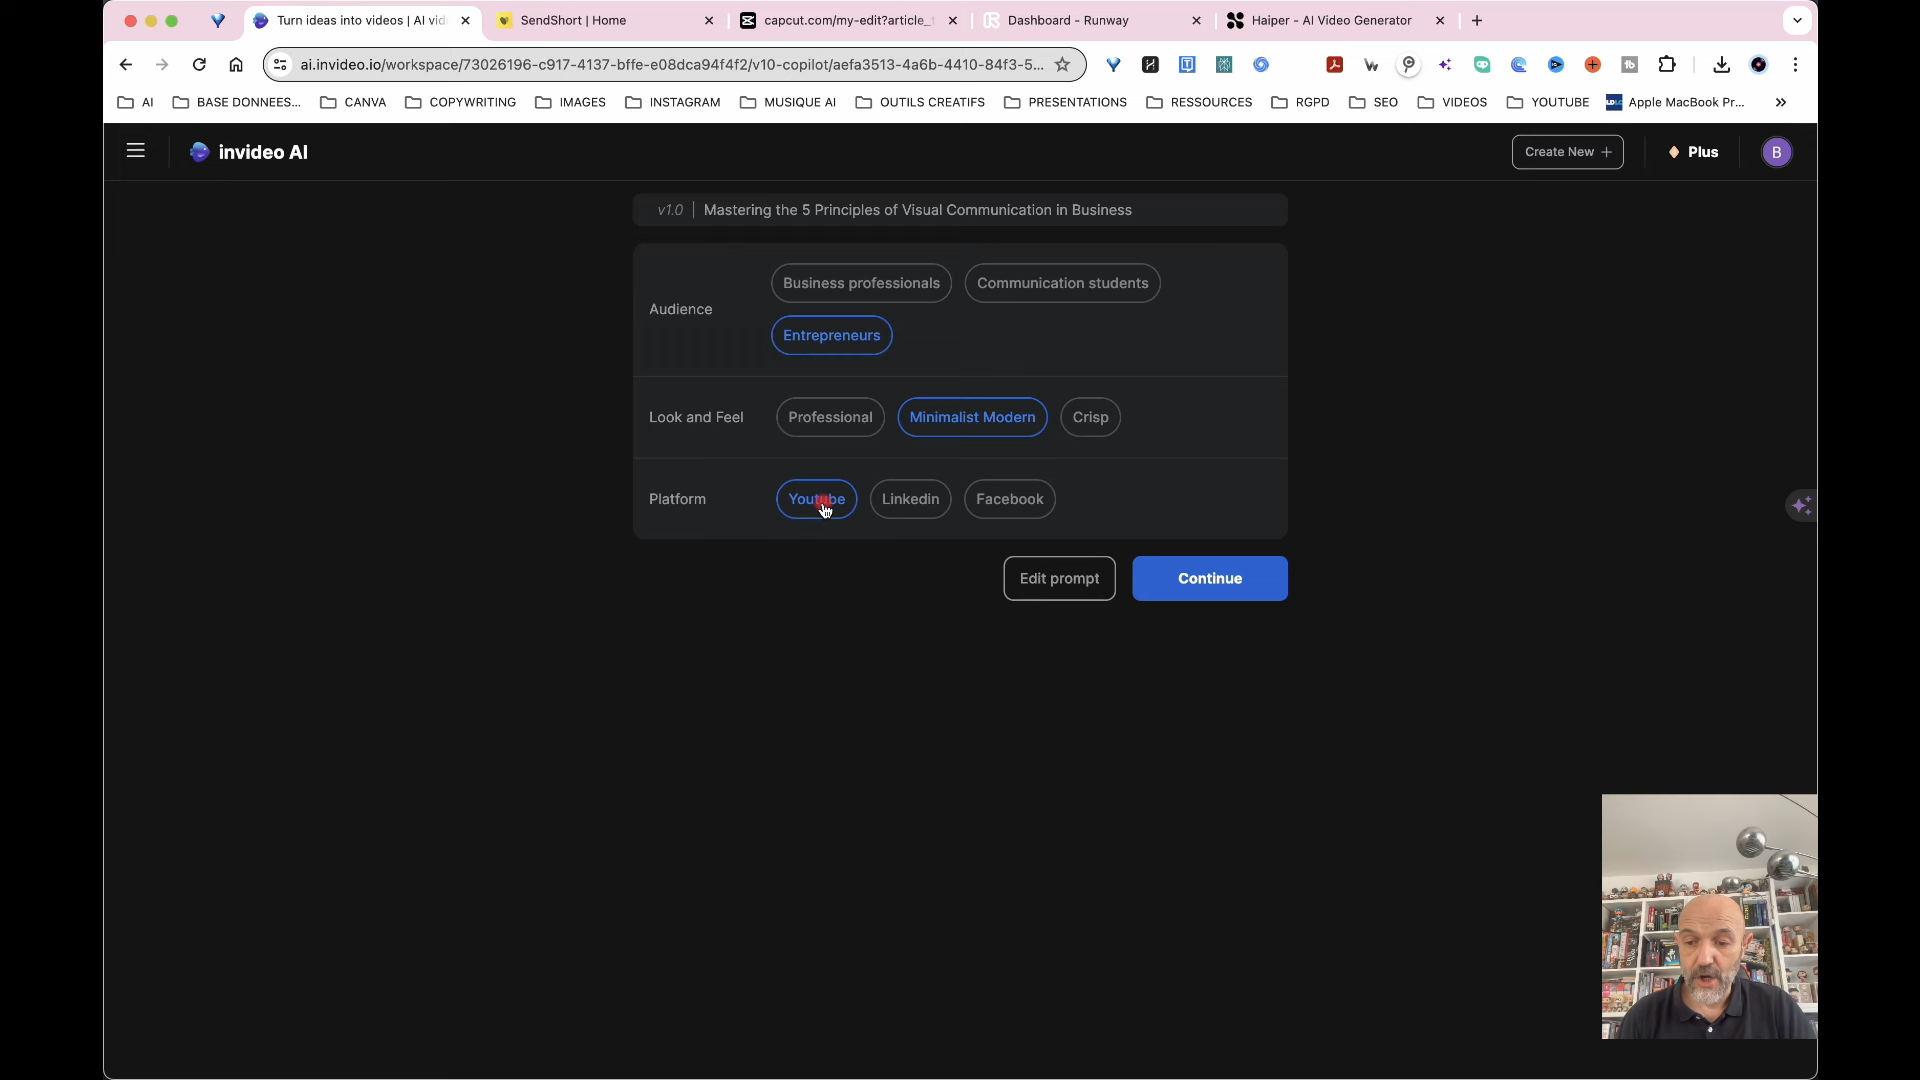 Turn ideas into videos | AI vid
SendShort | Home
capcut.com/my-edit?article_
Dashboard - Runway
Haiper - AI Video Generator
ai.invideo.io/workspace/73026196-c917-4137-bffe-e08dca94f4f2/v10-copilot/aefa3513-4a6b-4410-84f3-5...
AI
BASE DONNEES...
CANVA
COPYWRITING
IMAGES
INSTAGRAM
MUSIQUE AI
OUTILS CREATIFS
PRESENTATIONS
RESSOURCES
RGPD
SEO
VIDEOS
YOUTUBE
Apple MacBook Pr...
invideo AI
Create New +
Plus
B
v1.0 | Mastering the 5 Principles of Visual Communication in Business
Audience
Business professionals
Communication students
Entrepreneurs
Look and Feel
Professional
Minimalist Modern
Crisp
Platform
Youtube
Linkedin
Facebook
Edit prompt
Continue